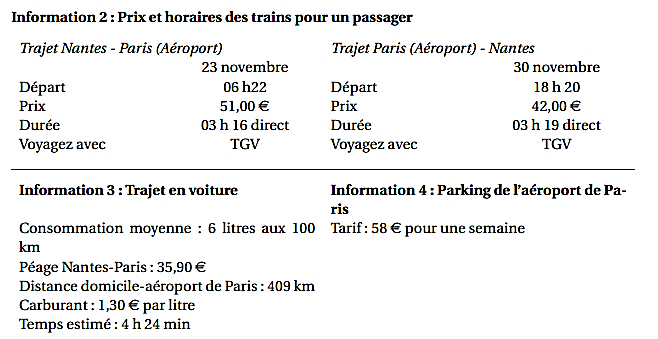 Information 2 : Prix et horaires des trains pour un passager
Trajet Nantes - Paris (Aéroport)
23 novembre
Départ 06 h22
Prix 51,00 €
Durée 03 h 16 direct
Voyagez avec TGV
Trajet Paris (Aéroport) - Nantes
30 novembre
Départ 18 h 20
Prix 42,00 €
Durée 03 h 19 direct
Voyagez avec TGV
Information 3 : Trajet en voiture
Consommation moyenne : 6 litres aux 100
km
Péage Nantes-Paris : 35,90 €
Distance domicile-aéroport de Paris : 409 km
Carburant : 1,30 € par litre
Temps estimé : 4 h 24 min
Information 4 : Parking de l'aéroport de Pa-
ris
Tarif : 58 € pour une semaine